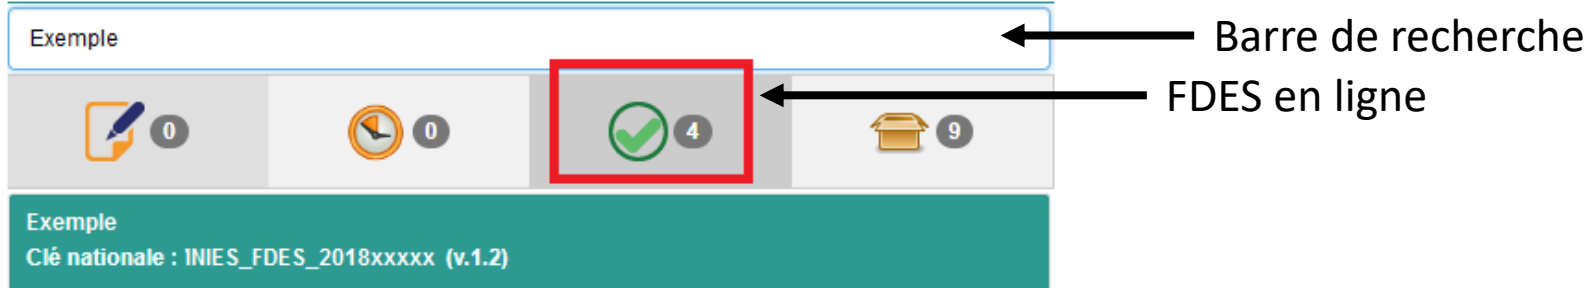 Exemple
Barre de recherche
FDES en ligne
0
0
4
9
Exemple
Clé nationale : INIES_FDES_2018xxxxx (v.1.2)